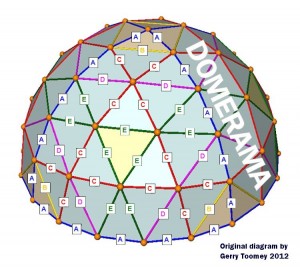 A A
B
A C C
DOMERAMA
A D C C D
A E C C E
A D E E D
A C E E C
A D C E E C D
A C C E E C C
B D C C D B
A A A A A A
Original diagram by
Gerry Toomey 2012